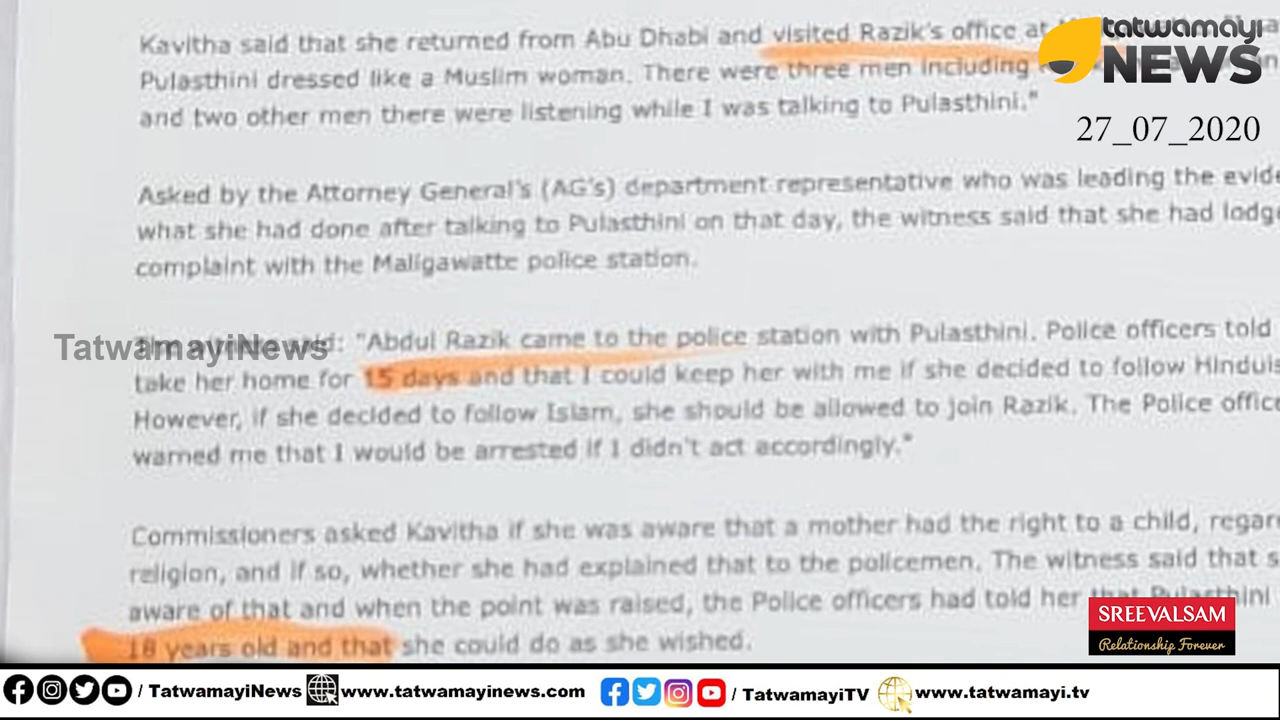 Kavitha said that she returned from Abu Dhabi and visited Razik's office at
tatwamayi
NEWS
Pulasthini dressed like a Muslim woman. There were three men including
and two other men there were listening while I was talking to Pulasthini."
27_07_2020
Asked by the Attorney General's (AG's) department representative who was leading the evide
what she had done after talking to Pulasthini on that day, the witness said that she had lodg
complaint with the Maligawatte police station.
TatwamayiNews
"Abdul Razik came to the police station with Pulasthini. Police officers told
take her home for 15 days and that I could keep her with me if she decided to follow Hinduis
However, if she decided to follow Islam, she should be allowed to join Razik. The Police office
warned me that I would be arrested if I didn't act accordingly."
Commissioners asked Kavitha if she was aware that a mother had the right to a child, regar
religion, and if so, whether she had explained that to the policemen. The witness said that s
aware of that and when the point was raised, the Police officers had told her that Pulasthini
18 years old and that she could do as she wished.
SREEVALSAM
Relationship Forever
/ TatwamayiNews www.tatwamayinews.com / TatwamayiTV www.tatwamayi.tv